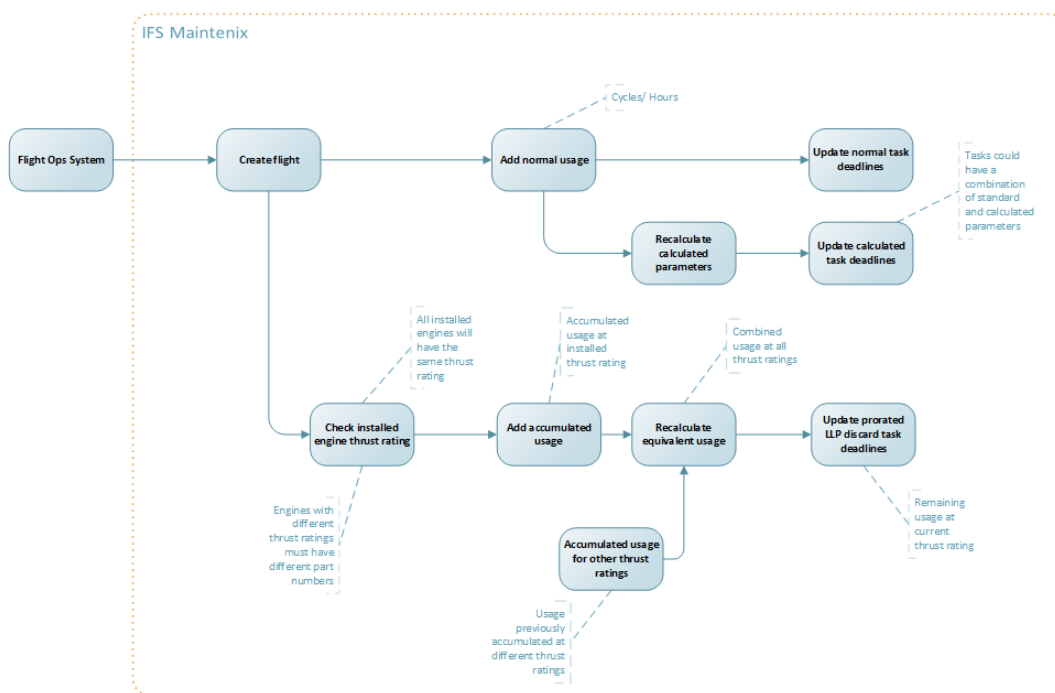 IFS Maintenix
Cycles/ Hours
Flight Ops System
Create flight
Add normal usage
Update normal task
deadlines
Tasks could
have a
combination
of standard
and calculated
parameters
Recalculate
calculated
parameters
Update calculated
task deadlines
All installed
engines will
have the
same thrust
rating
Accumulated
usage at
installed
thrust rating
Combined
usage at all
thrust ratings
Check installed
engine thrust rating
Add accumulated
usage
Recalculate
equivalent usage
Update prorated
LLP discard task
deadlines
Engines with
different
thrust ratings
must have
different part
numbers
Remaining
usage at
current
thrust rating
Accumulated usage
for other thrust
ratings
Usage
previously
accumulated at
different thrust
ratings